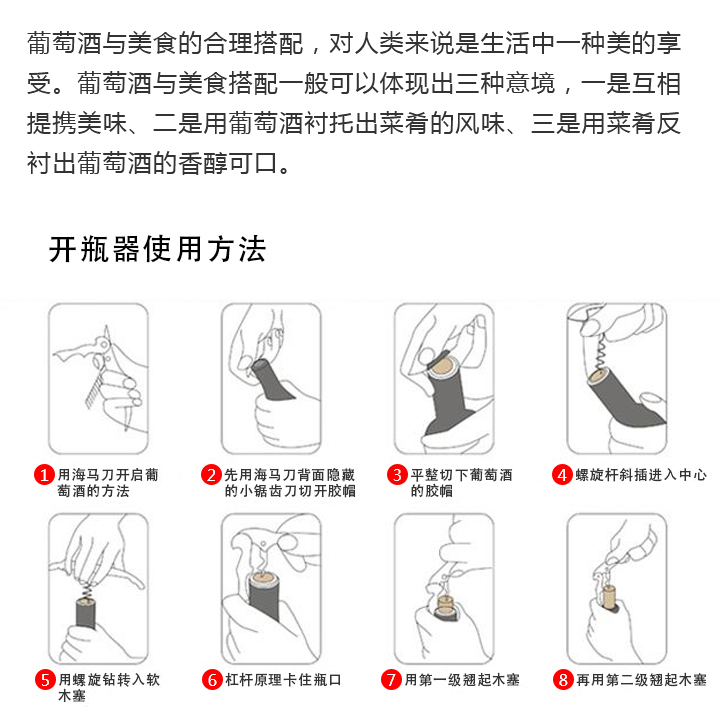 葡萄酒与美食的合理搭配，对人类来说是生活中一种美的享
受。葡萄酒与美食搭配一般可以体现出三种意境，一是互相
提携美味、二是用葡萄酒衬托出菜肴的风味、三是用菜肴反
衬出葡萄酒的香醇可口。
开瓶器使用方法
1 用海马刀开启葡
萄酒的方法
2 先用海马刀背面隐藏
的小锯齿刀切开胶帽
3 平整切下葡萄酒
的胶帽
4 螺旋杆斜插进入中心
5 用螺旋钻转入软
木塞
6 杠杆原理卡住瓶口
7 用第一级翘起木塞
8 再用第二级翘起木塞